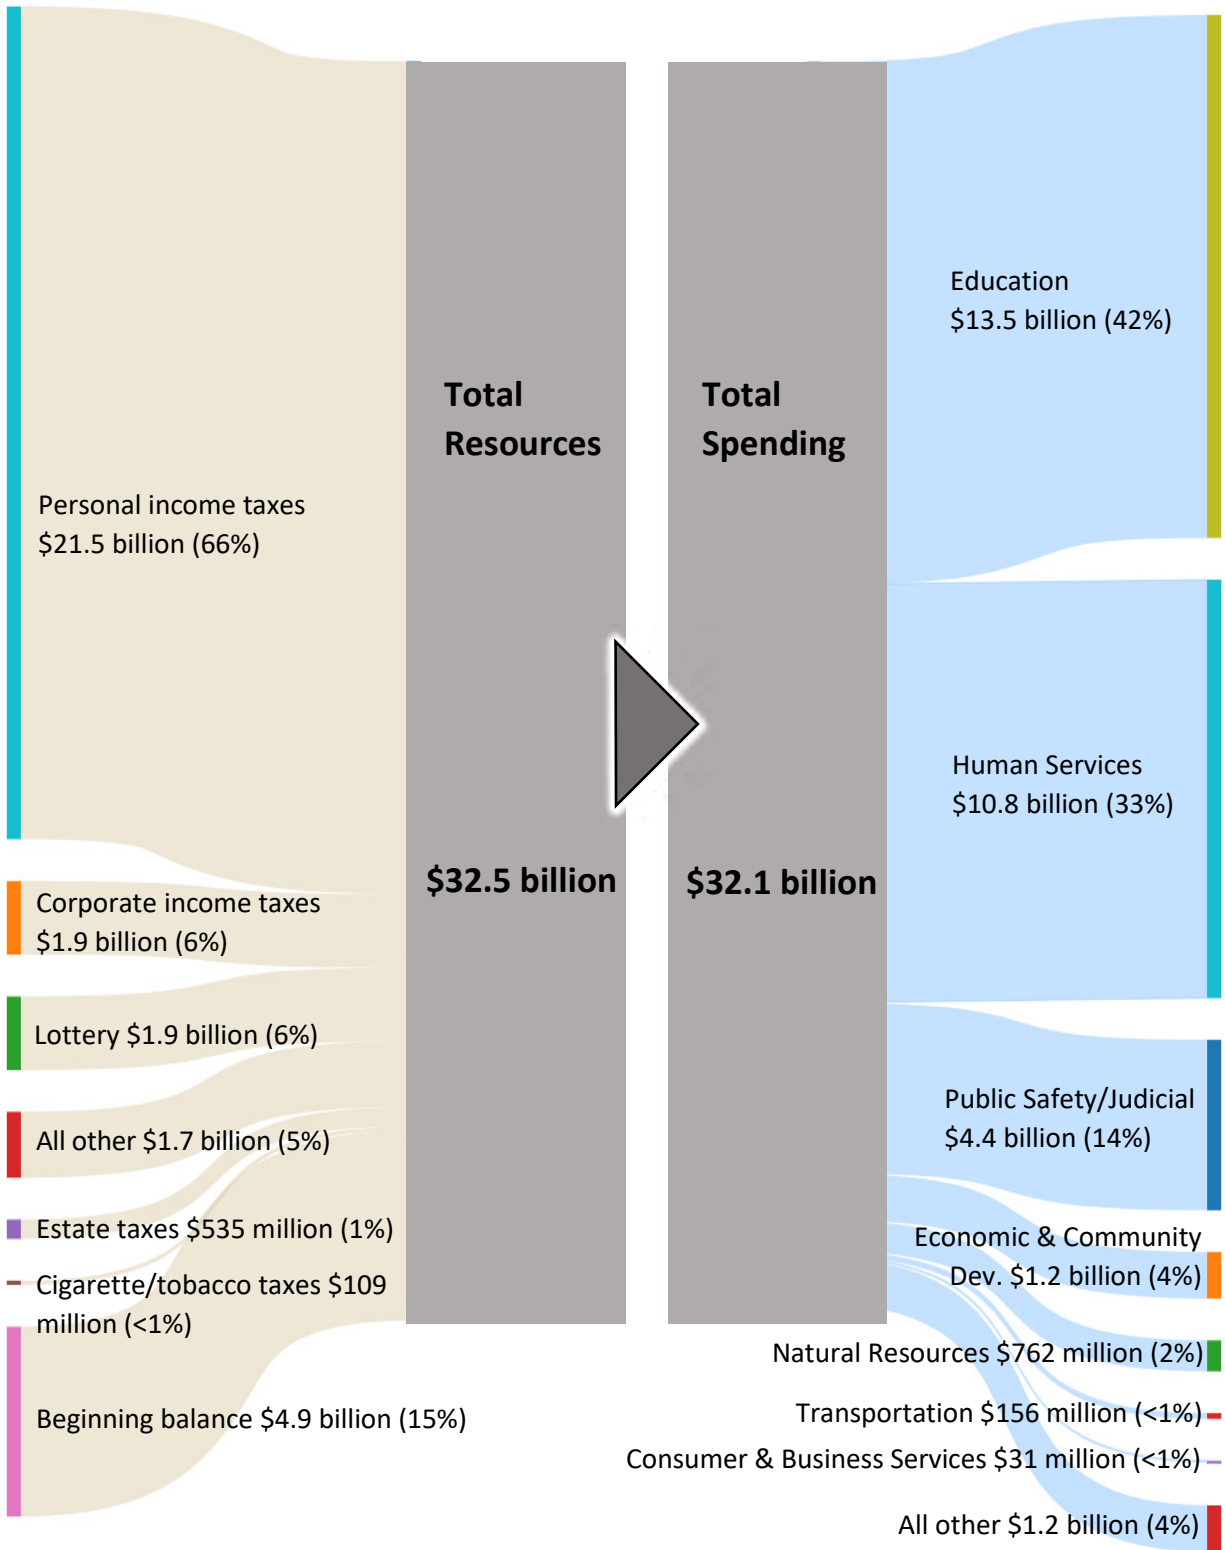 Personal income taxes
$21.5 billion (66%)
Corporate income taxes
$1.9 billion (6%)
Lottery $1.9 billion (6%)
All other $1.7 billion (5%)
Estate taxes $535 million (1%)
Cigarette/tobacco taxes $109
million (<1%)
Beginning balance $4.9 billion (15%)
Total
Resources
$32.5 billion
Total
Spending
$32.1 billion
Education
$13.5 billion (42%)
Human Services
$10.8 billion (33%)
Public Safety/Judicial
$4.4 billion (14%)
Economic & Community
Dev. $1.2 billion (4%)
Natural Resources $762 million (2%)
Transportation $156 million (<1%)
Consumer & Business Services $31 million (<1%)
All other $1.2 billion (4%)